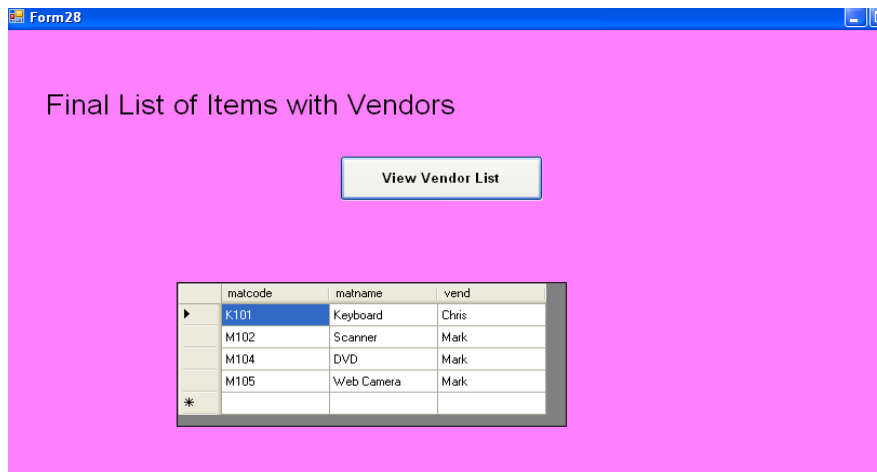 Form28
Final List of Items with Vendors
View Vendor List
matcode matname vend
K101 Keyboard Chris
M102 Scanner Mark
M104 DVD Mark
M105 Web Camera Mark